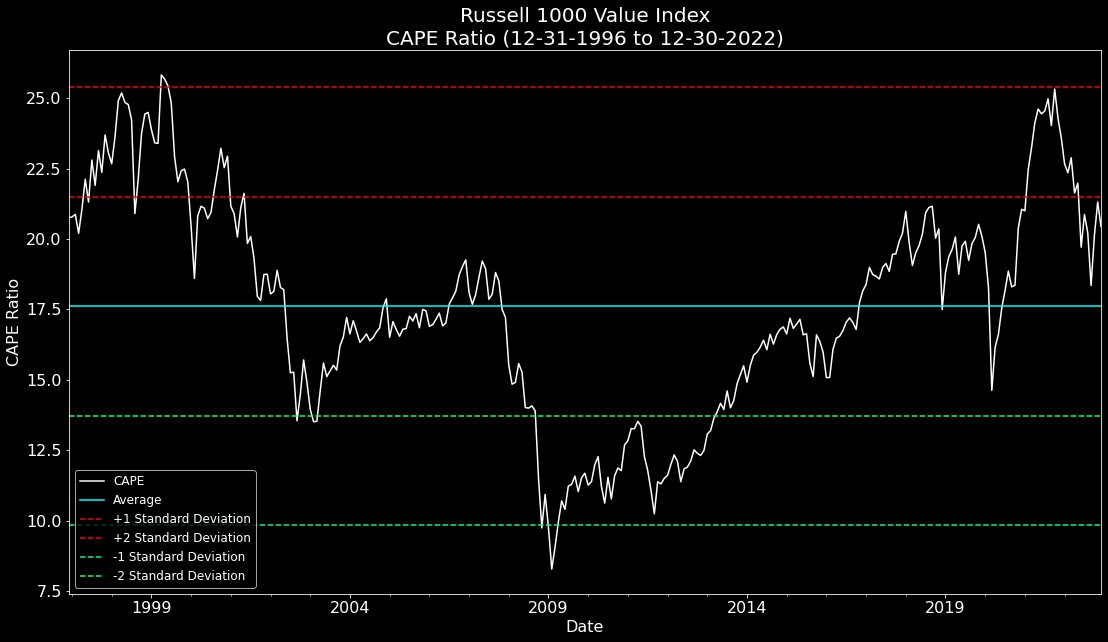 Russell 1000 Value Index
CAPE Ratio (12-31-1996 to 12-30-2022)
CAPE Ratio
25.0
22.5
20.0
17.5
15.0
12.5
10.0
7.5
CAPE
Average
+1 Standard Deviation
+2 Standard Deviation
-1 Standard Deviation
-2 Standard Deviation
1999 2004 2009 2014 2019
Date